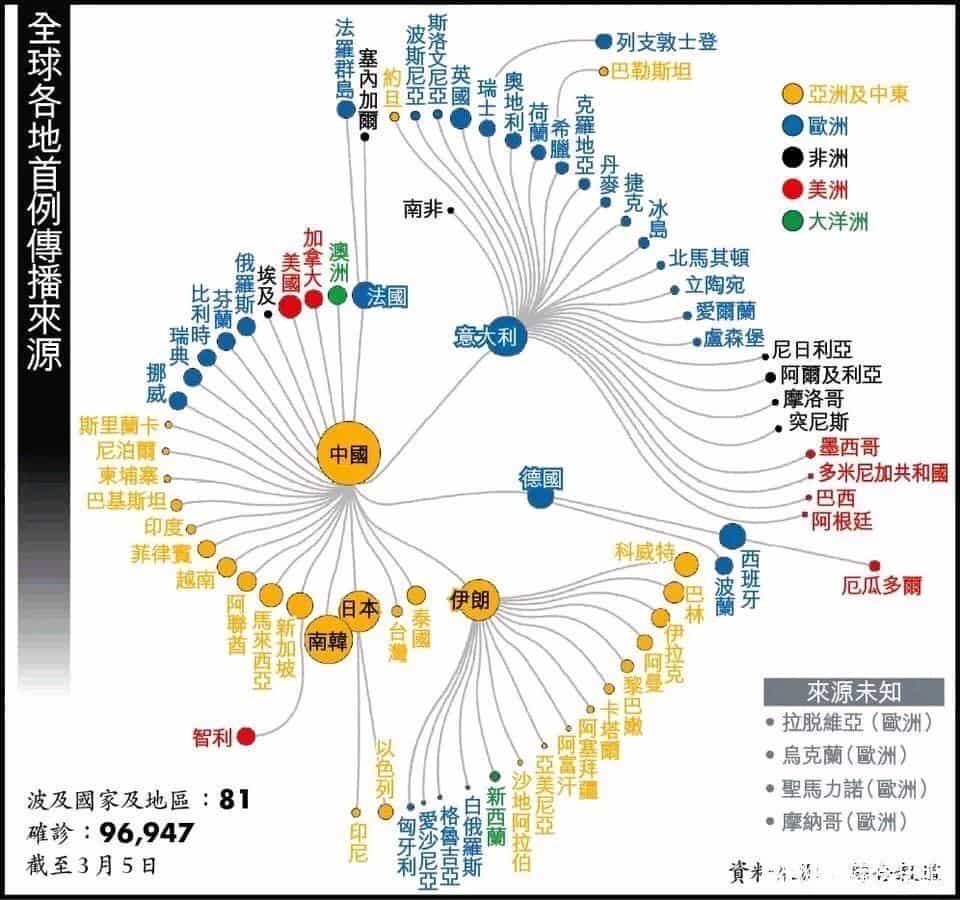 全球各地首例傳播來源
亞洲及中東
歐洲
非洲
美洲
大洋洲
法羅群島
塞內加爾
約旦
波斯尼亞
斯洛文尼亞
英國
瑞士
奧地利
荷蘭
希臘
克羅地亞
丹麥
捷克
冰島
列支敦士登
巴勒斯坦
南非
北馬其頓
立陶宛
愛爾蘭
盧森堡
尼日利亞
阿爾及利亞
摩洛哥
突尼斯
墨西哥
多米尼加共和國
巴西
阿根廷
意大利
法國
澳洲
加拿大
美國
埃及
俄羅斯
芬蘭
比利時
瑞典
挪威
斯里蘭卡
尼泊爾
柬埔寨
巴基斯坦
印度
菲律賓
越南
阿聯酋
馬來西亞
新加坡
中國
德國
西班牙
波蘭
厄瓜多爾
南韓
日本
台灣
泰國
伊朗
科威特
巴林
伊拉克
阿曼
黎巴嫩
卡塔爾
阿塞拜疆
阿富汗
亞美尼亞
沙地阿拉伯
新西蘭
白俄羅斯
格魯吉亞
愛沙尼亞
匈牙利
以色列
印尼
智利
來源未知
拉脱維亞（歐洲）
烏克蘭（歐洲）
聖馬力諾（歐洲）
摩納哥（歐洲）
波及國家及地區：81
確診：96,947
截至3月5日
資料